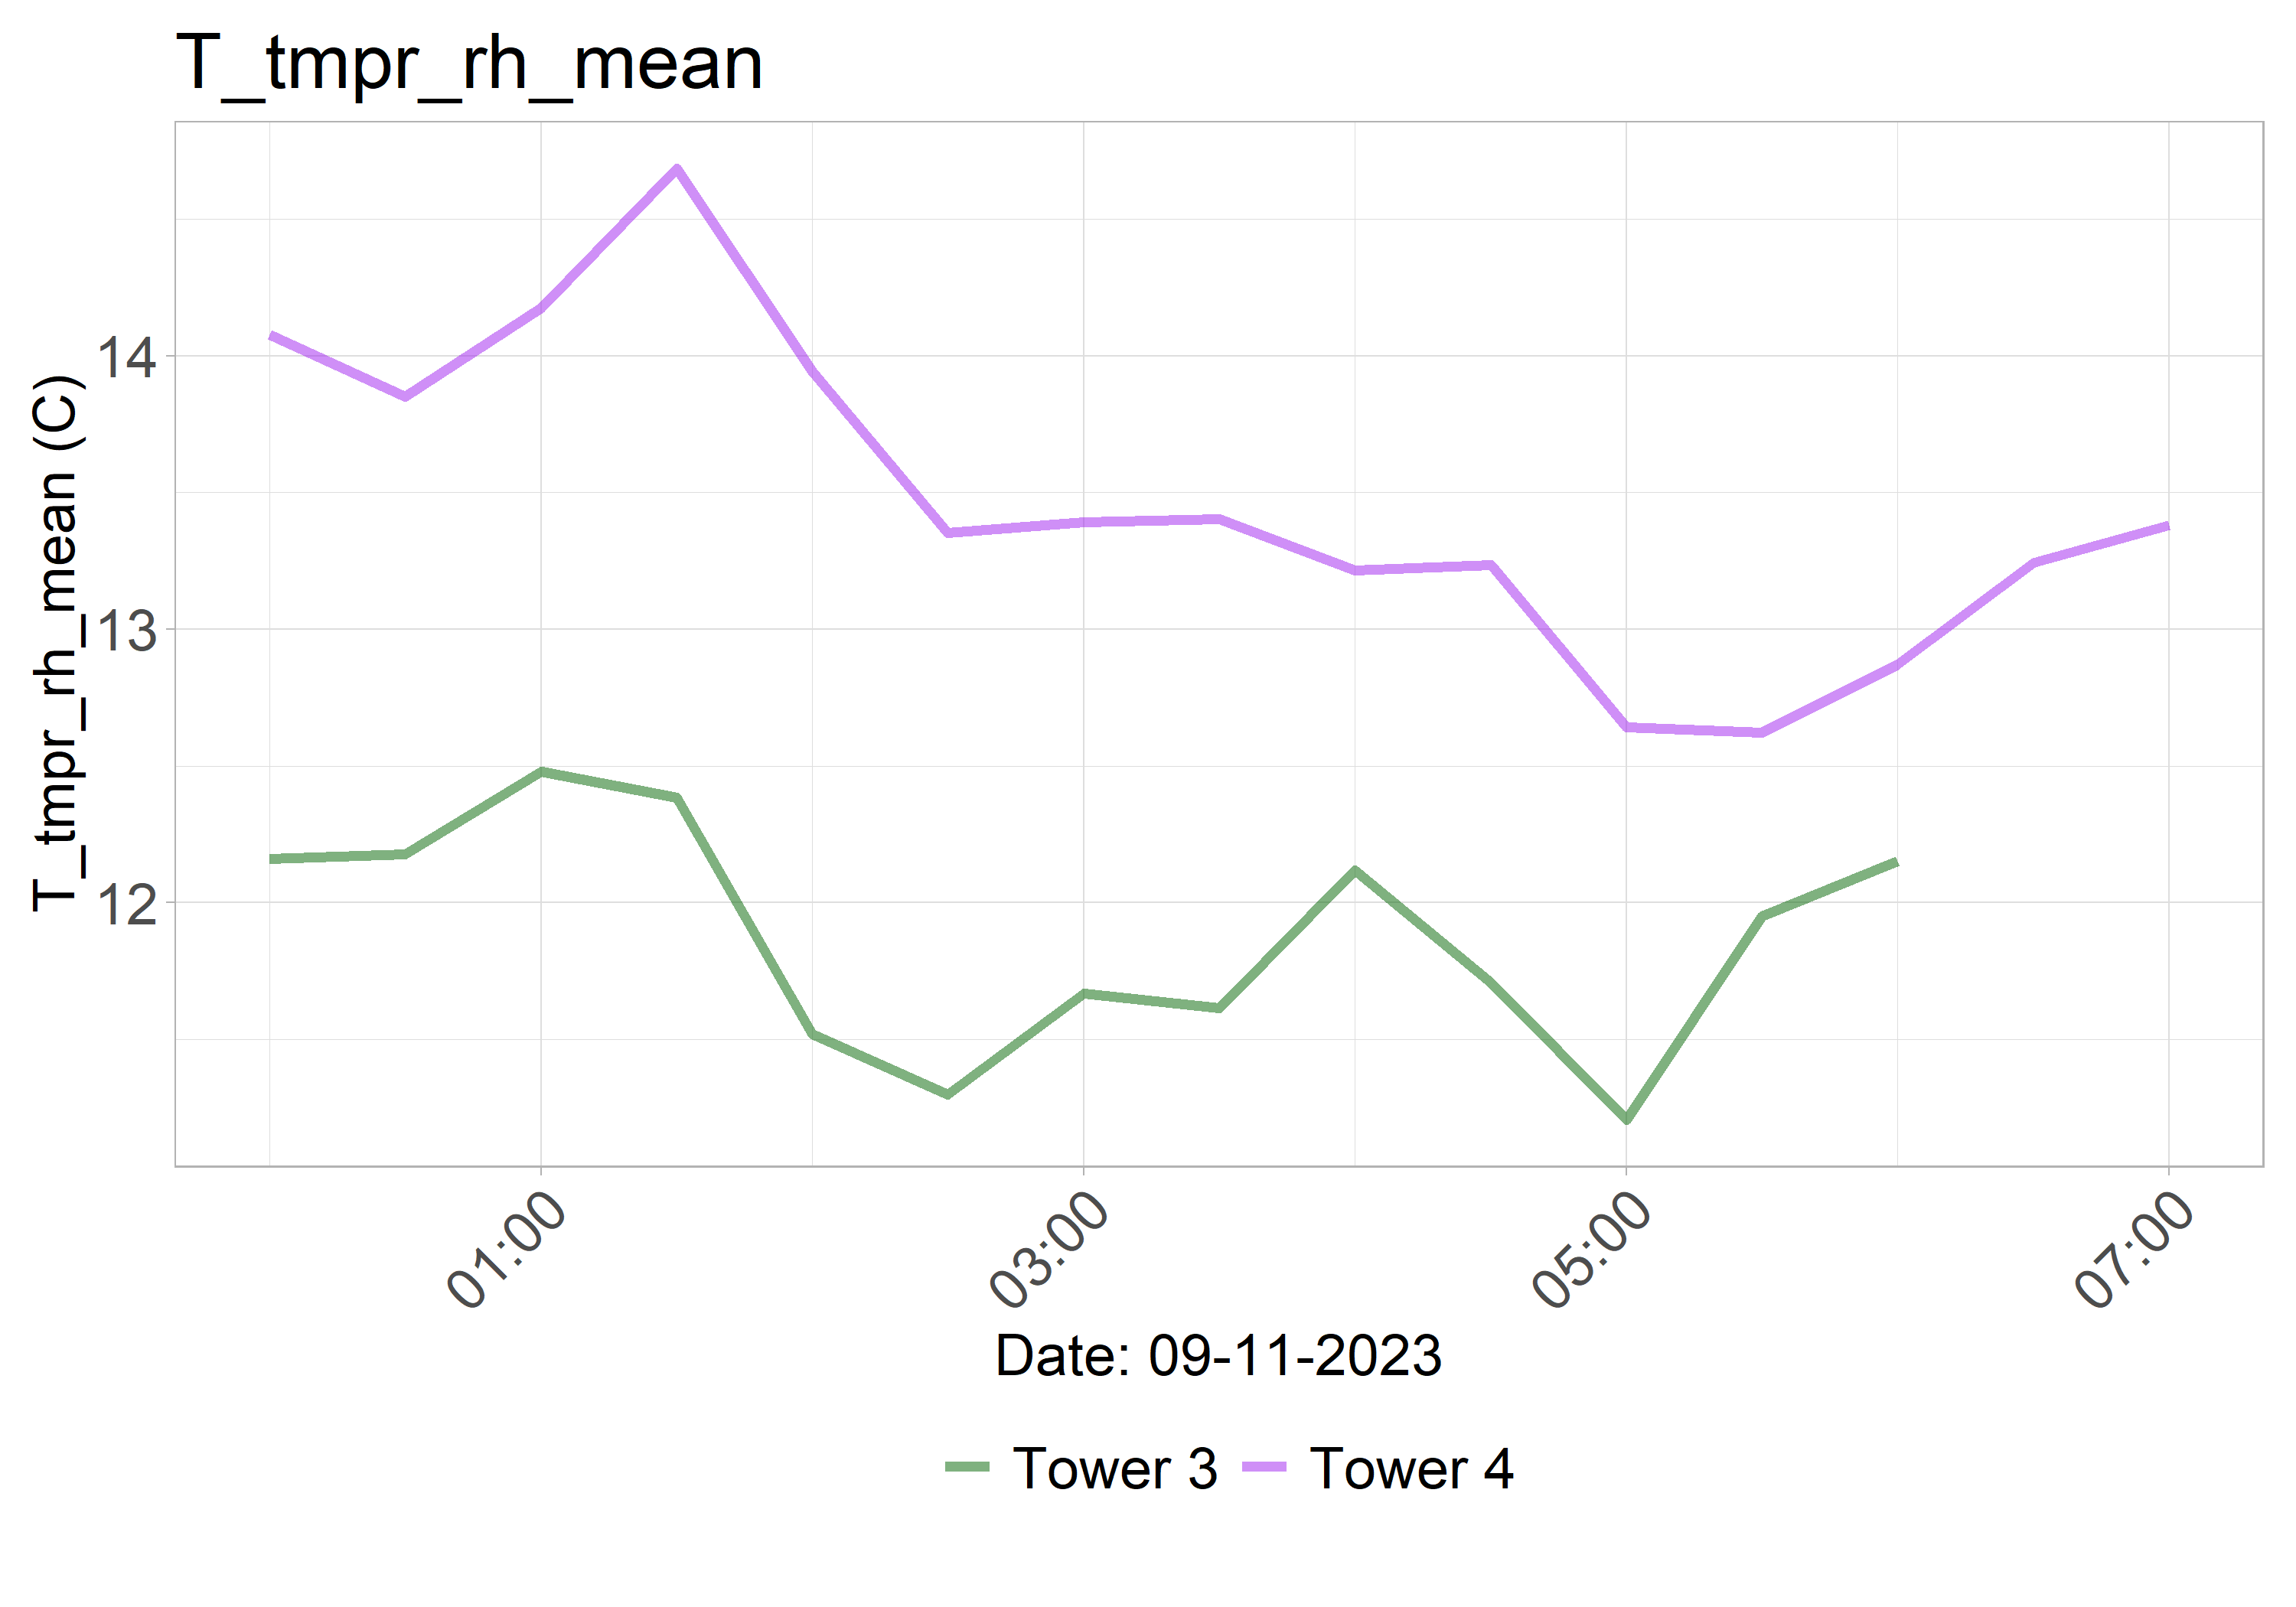 T_tmpr_rh_mean
T_tmpr_rh_mean (C)
14
13
12
01:00
03:00
05:00
07:00
Date: 09-11-2023
Tower 3
Tower 4